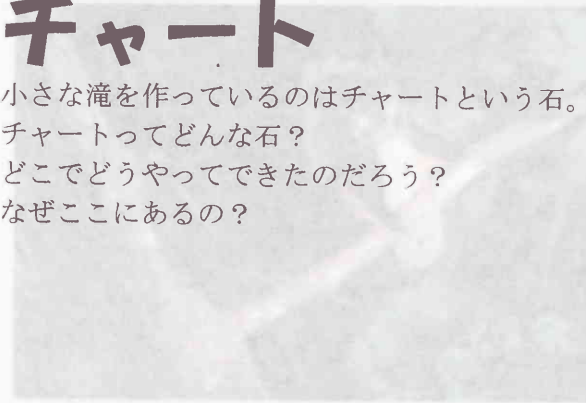 チャート
小さな滝を作っているのはチャートという石。
チャートってどんな石？
どこでどうやってできたのだろう？
なぜここにあるの？